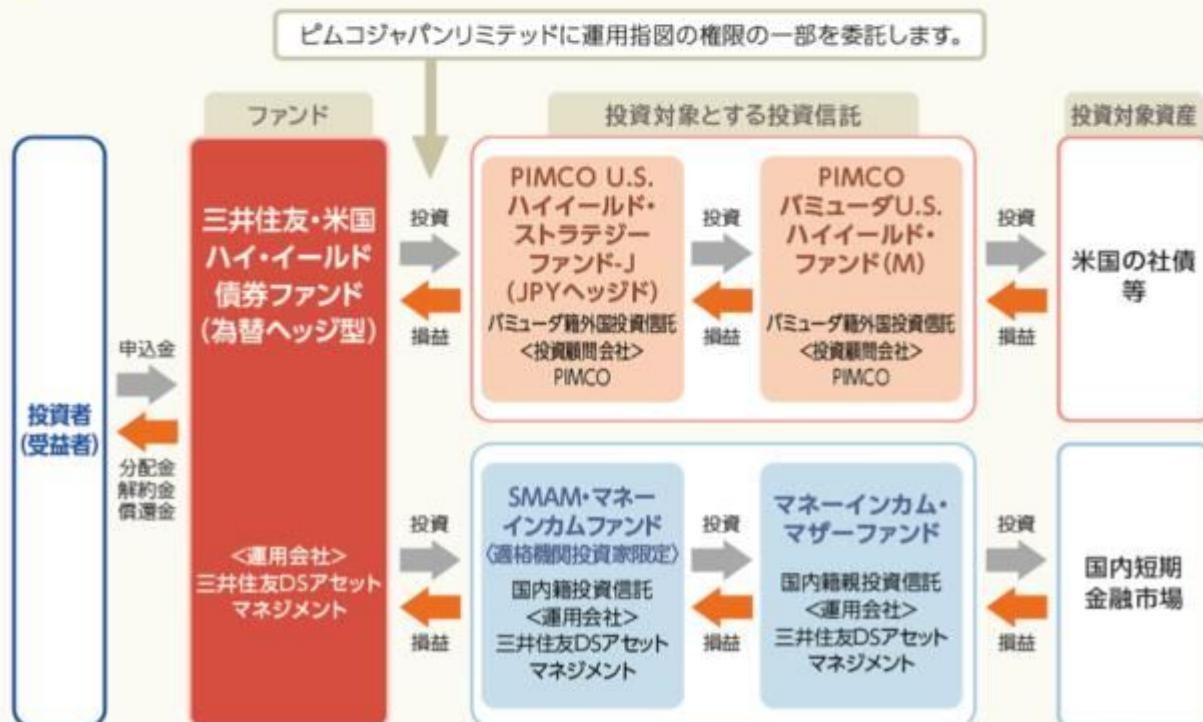 ピムコジャパンリミテッドに運用指図の権限の一部を委託します。
ファンド
投資対象とする投資信託
投資対象資産
投資者
(受益者)
申込金
分配金
解約金
償還金
三井住友・米国
ハイ・イールド
債券ファンド
(為替ヘッジ型)
<運用会社>
三井住友DSアセット
マネジメント
投資
損益
PIMCO U.S.
ハイイールド・
ストラテジー
ファンド-J
(JPYヘッジド)
バミューダ籍外国投資信託
<投資顧問会社>
PIMCO
投資
損益
PIMCO
バミューダU.S.
ハイイールド・
ファンド(M)
バミューダ籍外国投資信託
<投資顧問会社>
PIMCO
投資
損益
米国の社債
等
投資
損益
SMAM・マネー
インカムファンド
〈適格機関投資家限定〉
国内籍投資信託
<運用会社>
三井住友DSアセット
マネジメント
投資
損益
マネーインカム・
マザーファンド
国内籍親投資信託
<運用会社>
三井住友DSアセット
マネジメント
投資
損益
国内短期
金融市場